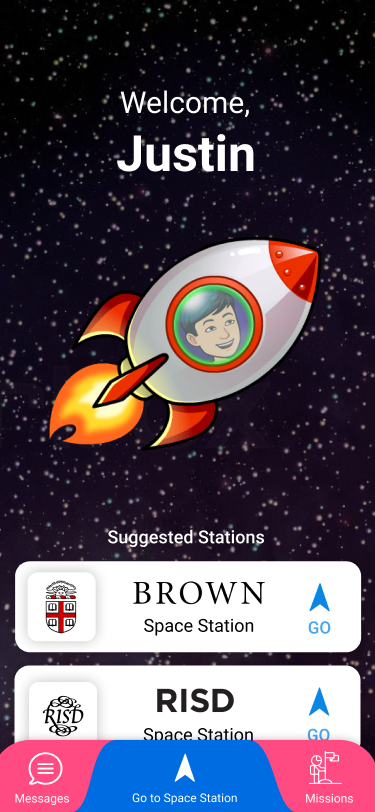 Welcome,
Justin
Suggested Stations
BROWN
Space Station
GO
RISD
RISD
Space Station
GO
Messages
Go to Space Station
Missions